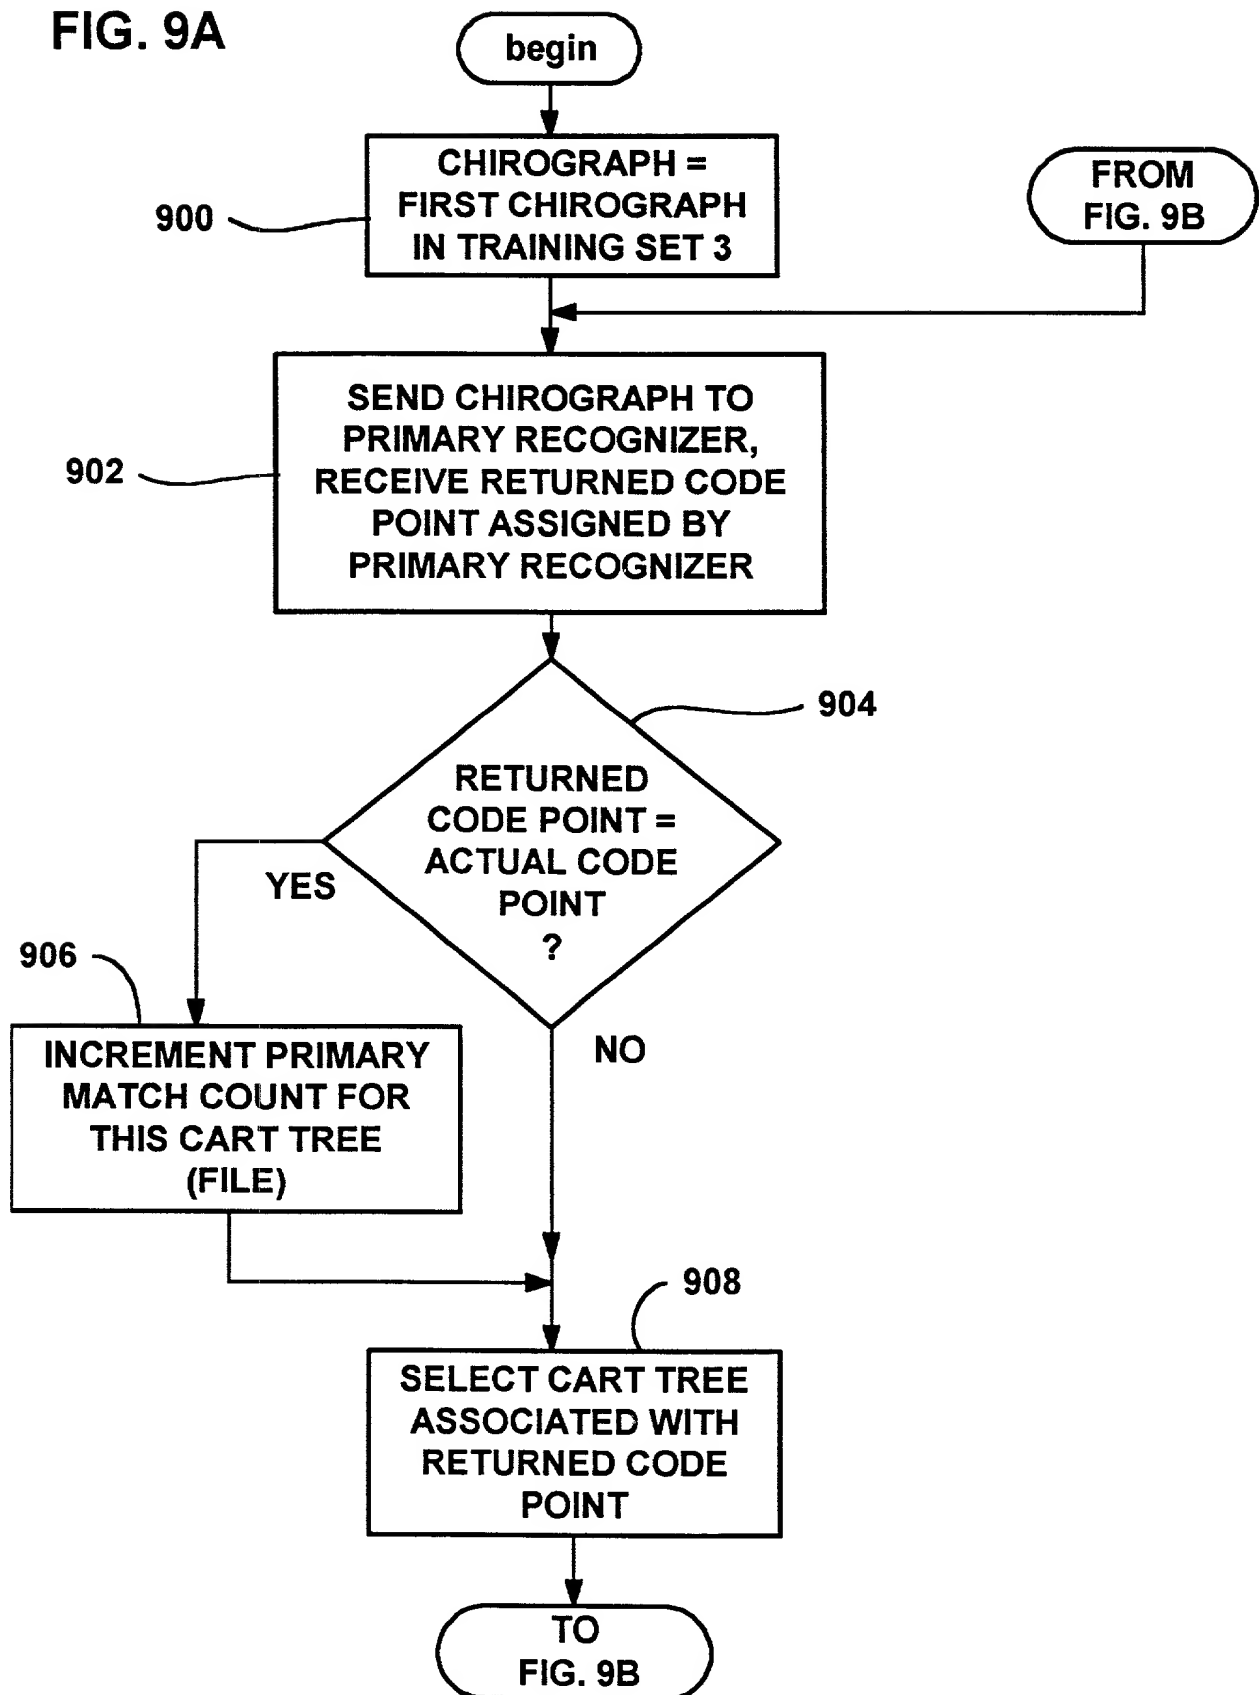 FIG. 9A
begin
CHIROGRAPH =
FIRST CHIROGRAPH
IN TRAINING SET 3
900
FROM
FIG. 9B
SEND CHIROGRAPH TO
PRIMARY RECOGNIZER,
RECEIVE RETURNED CODE
POINT ASSIGNED BY
PRIMARY RECOGNIZER
902
904
RETURNED
CODE POINT =
ACTUAL CODE
POINT
?
YES
NO
906
INCREMENT PRIMARY
MATCH COUNT FOR
THIS CART TREE
(FILE)
908
SELECT CART TREE
ASSOCIATED WITH
RETURNED CODE
POINT
TO
FIG. 9B